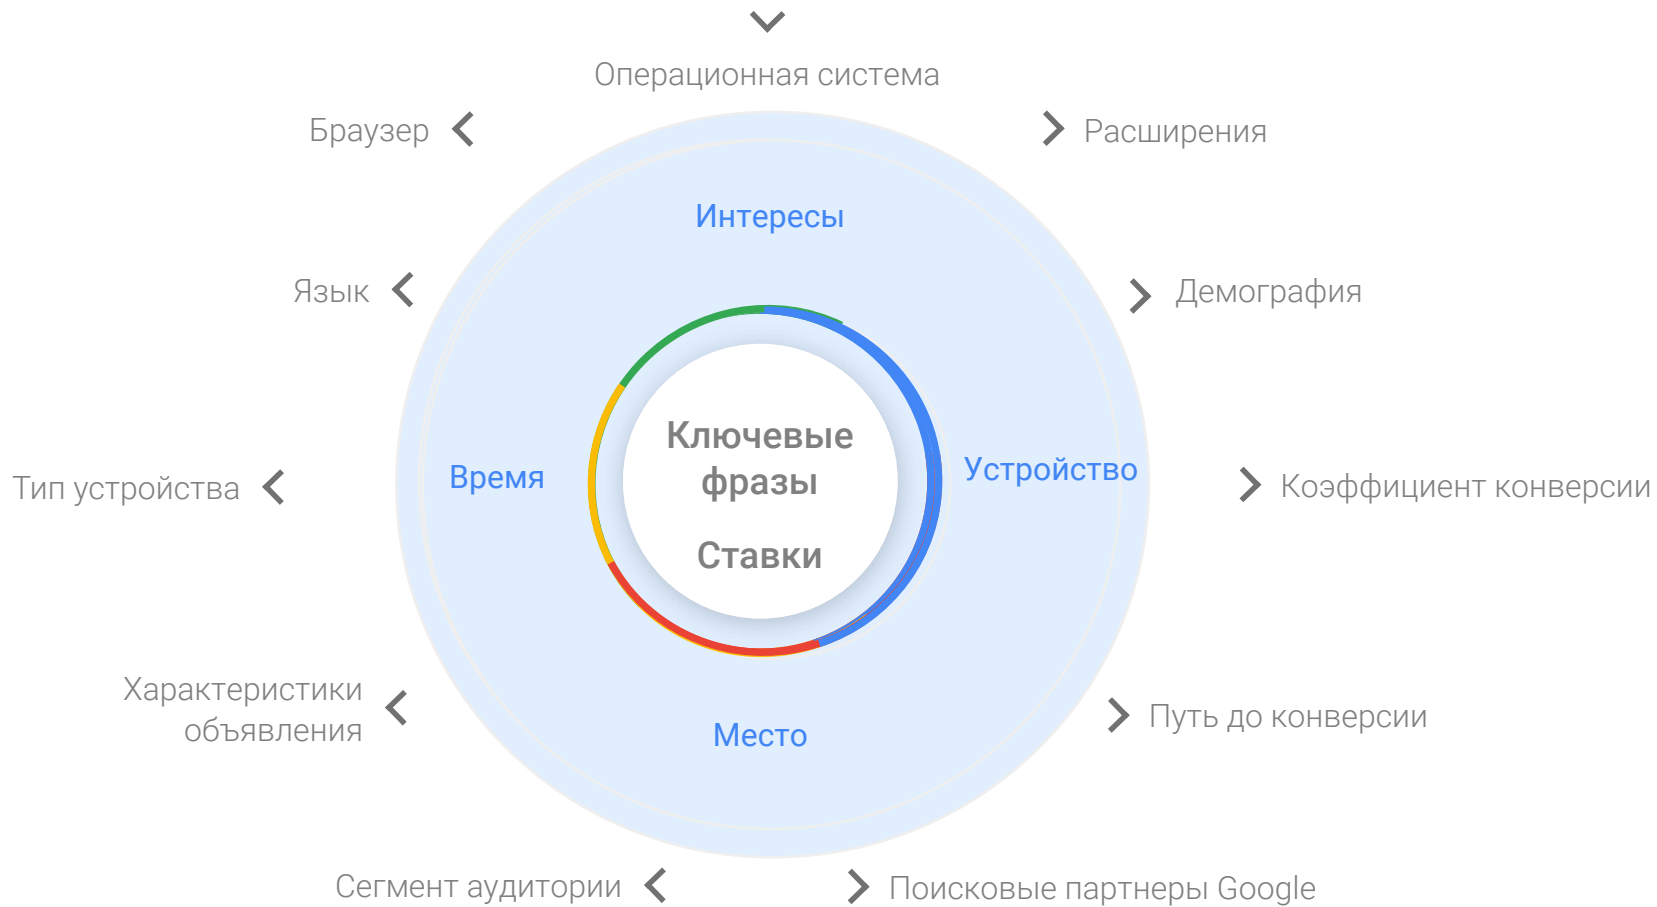 Операционная система
Браузер
Расширения
Интересы
Язык
Демография
Ключевые
фразы
Ставки
Время
Устройство
Тип устройства
Коэффициент конверсии
Характеристики
объявления
Место
Путь до конверсии
Сегмент аудитории
Поисковые партнеры Google